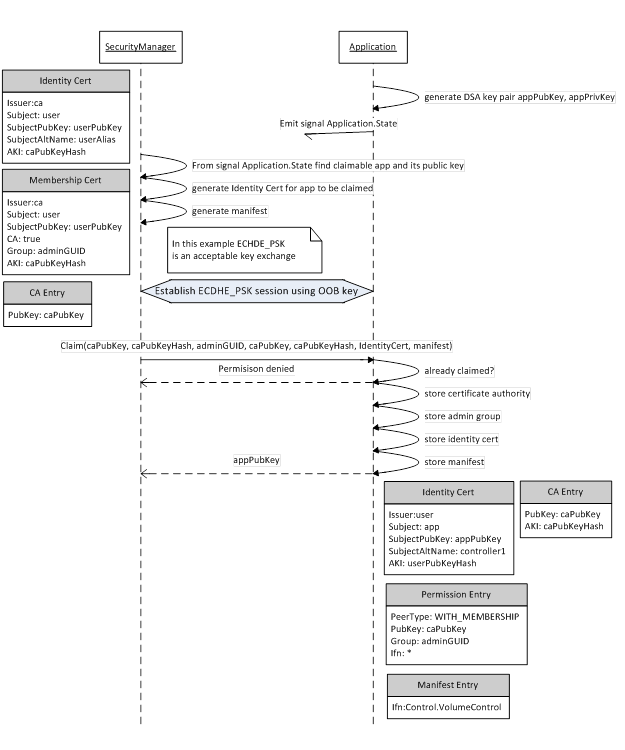 SecurityManager
Application
Identity Cert
Issuer:ca
Subject: user
SubjectPubKey: userPubKey
SubjectAltName: userAlias
AKI: caPubKeyHash
generate DSA key pair appPubKey, appPrivKey
Emit signal Application.State
From signal Application.State find claimable app and its public key
Membership Cert
Issuer:ca
Subject: user
SubjectPubKey: userPubKey
CA: true
Group: adminGUID
AKI: caPubKeyHash
generate Identity Cert for app to be claimed
generate manifest
In this example ECHDE_PSK
is an acceptable key exchange
CA Entry
PubKey: caPubKey
Establish ECDHE_PSK session using OOB key
Claim(caPubKey, caPubKeyHash, adminGUID, caPubKey, caPubKeyHash, IdentityCert, manifest)
already claimed?
Permisison denied
store certificate authority
store admin group
store identity cert
store manifest
appPubKey
Identity Cert
Issuer:user
Subject: app
SubjectPubKey: appPubKey
SubjectAltName: controller1
AKI: userPubKeyHash
CA Entry
PubKey: caPubKey
AKI: caPubKeyHash
Permission Entry
PeerType: WITH_MEMBERSHIP
PubKey: caPubKey
Group: adminGUID
Ifn: *
Manifest Entry
Ifn:Control.VolumeControl